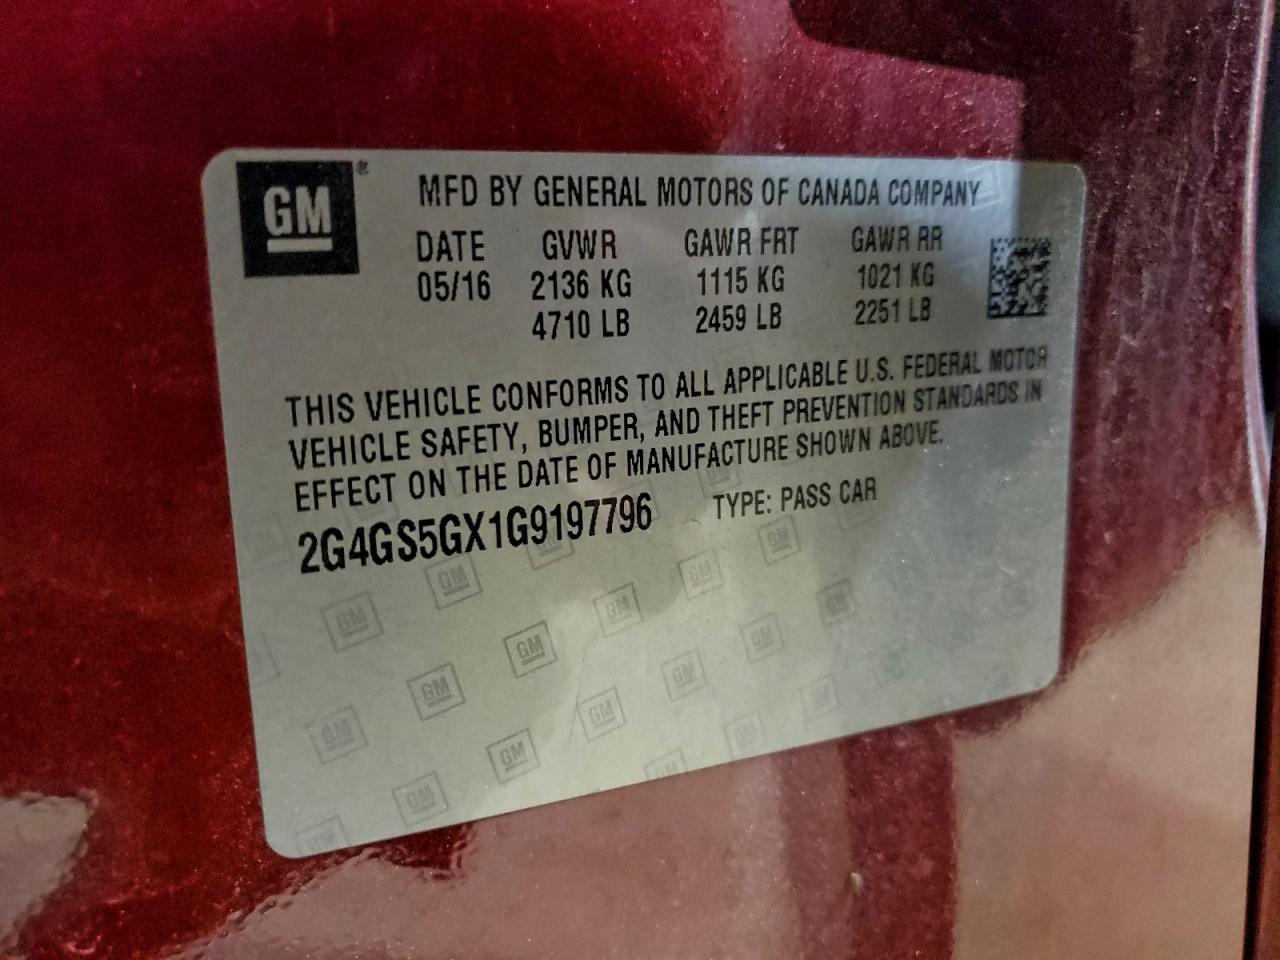 GM®
MFD BY GENERAL MOTORS OF CANADA COMPANY
DATE GVWR GAWR FRT GAWR RR
05/16 2136 KG 1115 KG 1021 KG
4710 LB 2459 LB 2251 LB
THIS VEHICLE CONFORMS TO ALL APPLICABLE U.S. FEDERAL MOTOR
VEHICLE SAFETY, BUMPER, AND THEFT PREVENTION STANDARDS IN
EFFECT ON THE DATE OF MANUFACTURE SHOWN ABOVE.
2G4GS5GX1G9197796 TYPE: PASS CAR